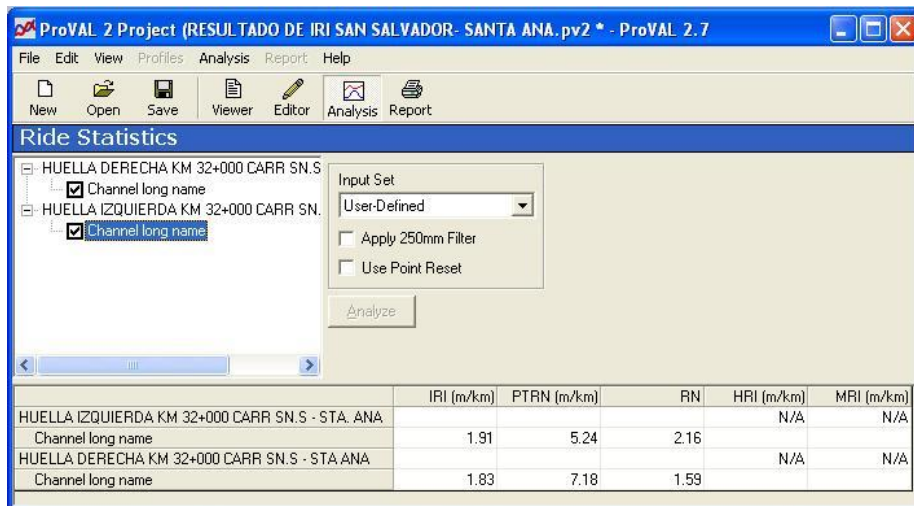 ProVAL 2 Project (RESULTADO DE IRI SAN SALVADOR- SANTA ANA.pv2 * - ProVAL 2.7
File Edit View Profiles Analysis Report Help
New Open Save Viewer Editor Analysis Report
Ride Statistics
HUELLA DERECHA KM 32+000 CARR SN.S
Channel long name
HUELLA IZQUIERDA KM 32+000 CARR SN.
Channel long name
Input Set
User-Defined
Apply 250mm Filter
Use Point Reset
Analyze
IRI (m/km) PTRN (m/km) RN HRI (m/km) MRI (m/km)
HUELLA IZQUIERDA KM 32+000 CARR SN.S - STA. ANA N/A N/A
Channel long name 1.91 5.24 2.16
HUELLA DERECHA KM 32+000 CARR SN.S - STA ANA N/A N/A
Channel long name 1.83 7.18 1.59